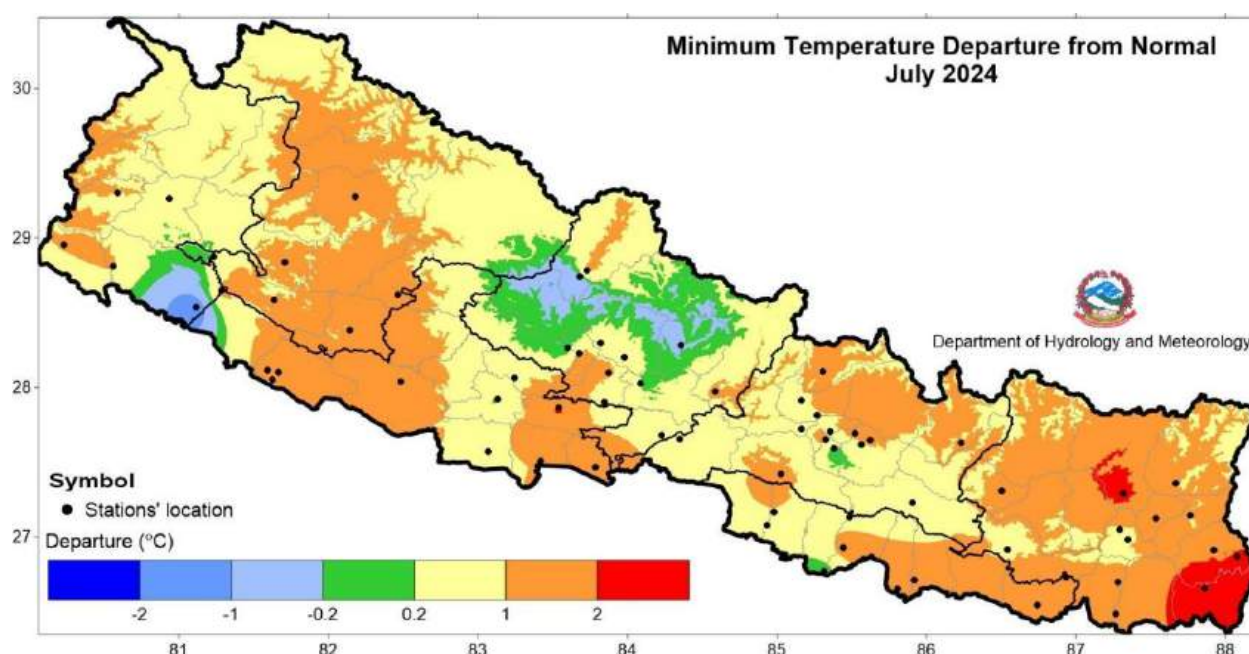 Minimum Temperature Departure from Normal
July 2024
30
29
28
27
Department of Hydrology and Meteorology
Symbol
Stations' location
Departure (°C)
-2 -1 -0.2 0.2 1 2
81 82 83 84 85 86 87 88